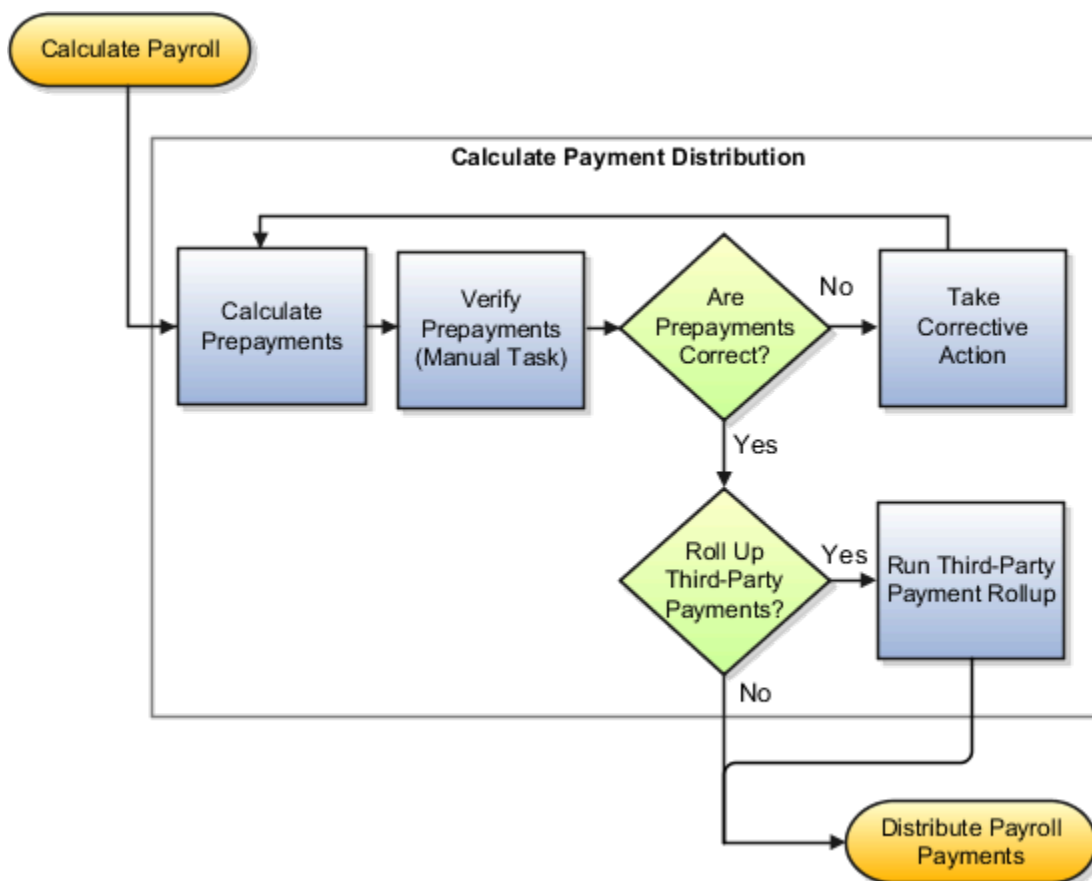 Calculate Payroll
Calculate Payment Distribution
Calculate
Prepayments
Verify
Prepayments
(Manual Task)
Are
Prepayments
Correct?
No
Take
Corrective
Action
Yes
Roll Up
Third-Party
Payments?
Yes
Run Third-Party
Payment Rollup
No
Distribute Payroll
Payments